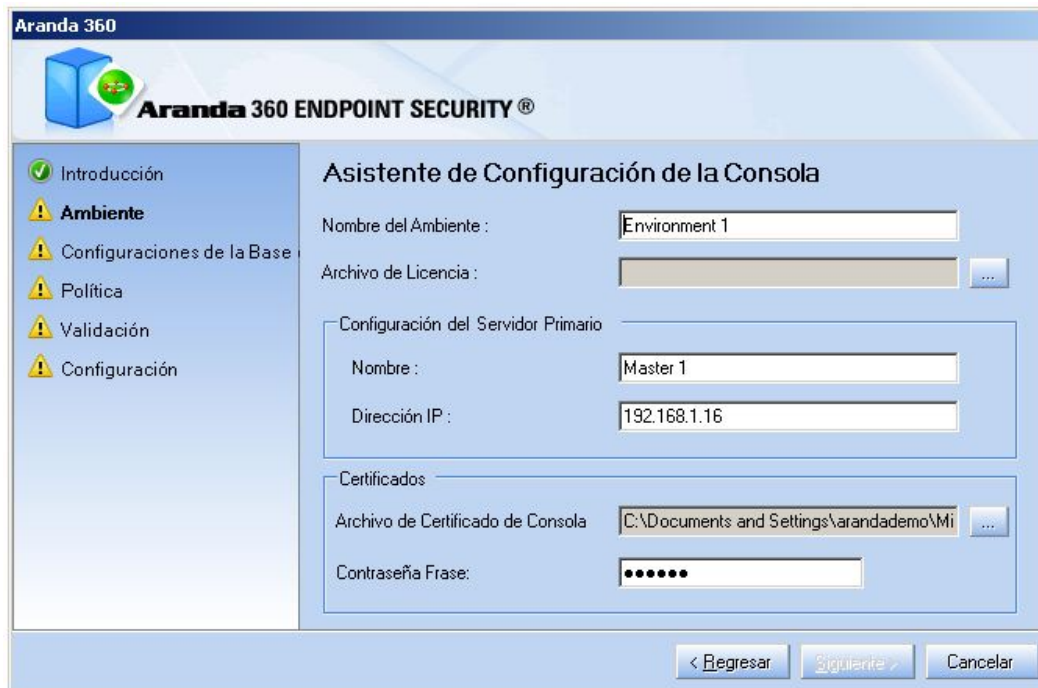 Aranda 360
Aranda 360 ENDPOINT SECURITY ®
Introducción
Ambiente
Configuraciones de la Base
Política
Validación
Configuración
Asistente de Configuración de la Consola
Nombre del Ambiente :
Environment 1
Archivo de Licencia :
...
Configuración del Servidor Primario
Nombre :
Master 1
Dirección IP :
192.168.1.16
Certificados
Archivo de Certificado de Consola
C:\Documents and Settings\arandademo\Mi
...
Contraseña Frase:
●●●●●●
< Regresar
Siguiente >
Cancelar